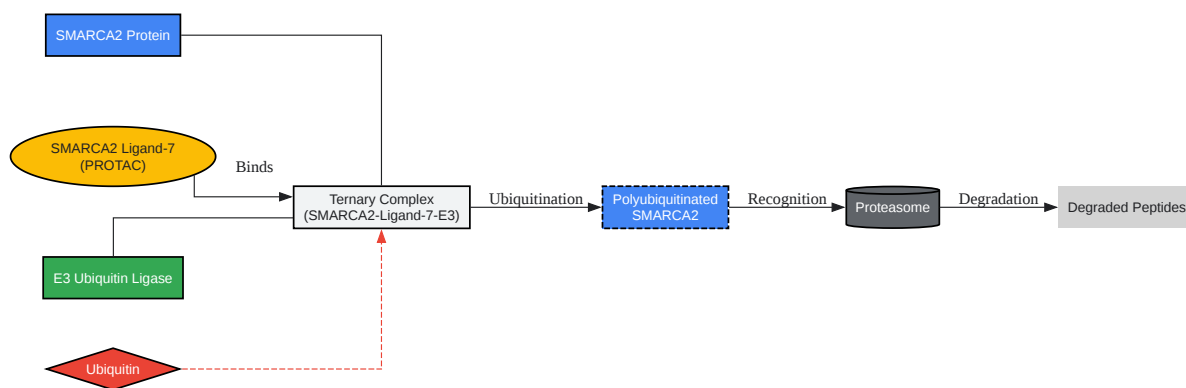 SMARCA2 Protein
SMARCA2 Ligand-7
(PROTAC)
Binds
Ternary Complex
(SMARCA2-Ligand-7-E3)
Ubiquitination
Polyubiquitinated
SMARCA2
Recognition
Proteasome
Degradation
Degraded Peptides
E3 Ubiquitin Ligase
Ubiquitin